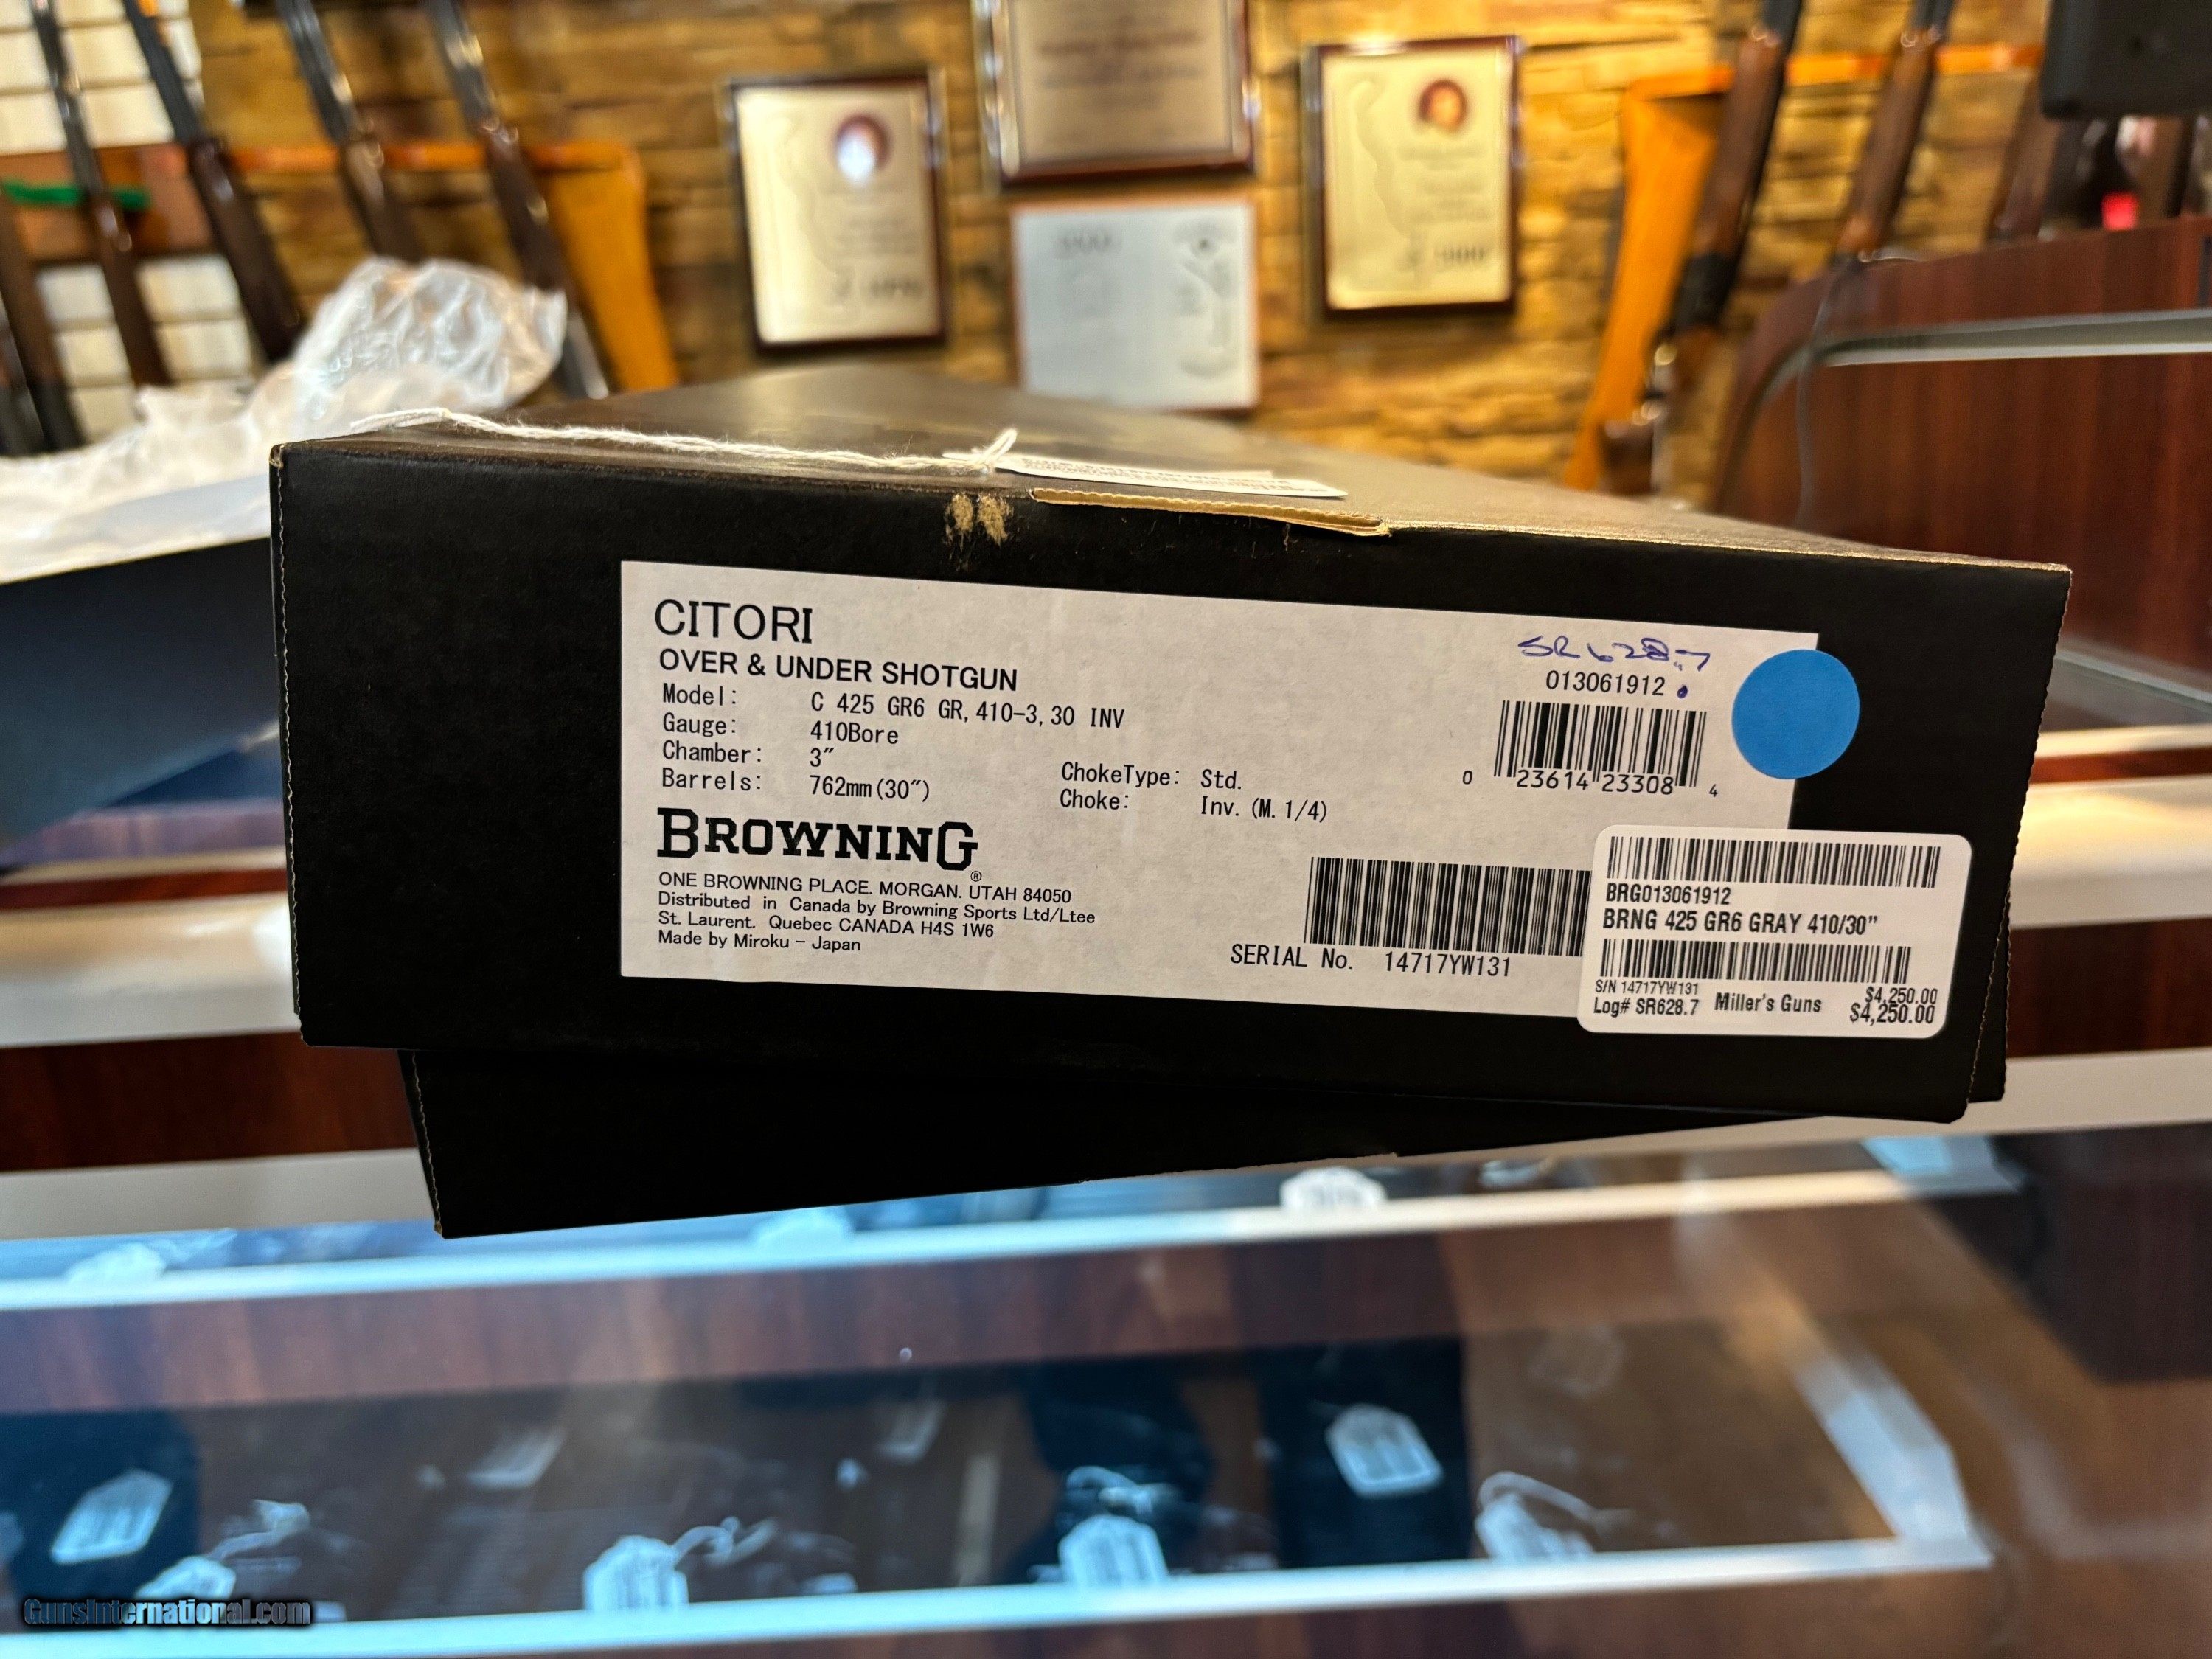 CITORI
OVER & UNDER SHOTGUN
Model: C 425 GR6 GR,410-3,30 INV
Gauge: 410Bore
Chamber: 3"
Barrels: 762mm(30")
ChokeType: Std.
Choke: Inv.(M.1/4)
BROWNING®
ONE BROWNING PLACE. MORGAN. UTAH 84050
Distributed in Canada by Browning Sports Ltd/Ltee
St. Laurent. Quebec CANADA H4S 1W6
Made by Miroku - Japan
SR628.7
013061912
0 23614 23308 4
SERIAL No. 14717YW131
BRG013061912
BRNG 425 GR6 GRAY 410/30"
S/N 14717YW131
$4,250.00
Log# SR628.7 Miller's Guns $4,250.00
GunsInternational.com